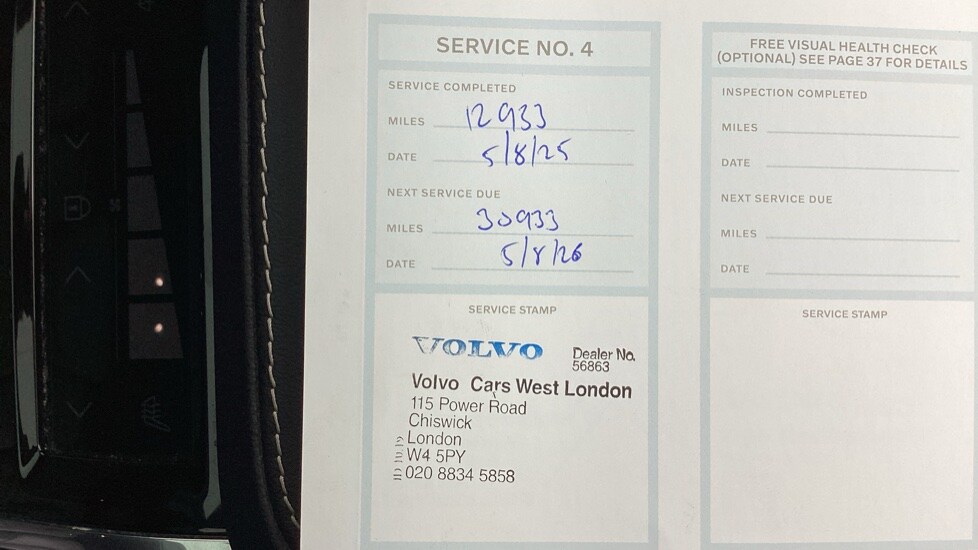 SERVICE NO. 4
SERVICE COMPLETED
MILES 12933
DATE 5/8/25
NEXT SERVICE DUE
MILES 30933
DATE 5/8/26
SERVICE STAMP
VOLVO
Dealer No.
56863
Volvo Cars West London
115 Power Road
Chiswick
London
W4 5PY
020 8834 5858
FREE VISUAL HEALTH CHECK
(OPTIONAL) SEE PAGE 37 FOR DETAILS
INSPECTION COMPLETED
MILES
DATE
NEXT SERVICE DUE
MILES
DATE
SERVICE STAMP